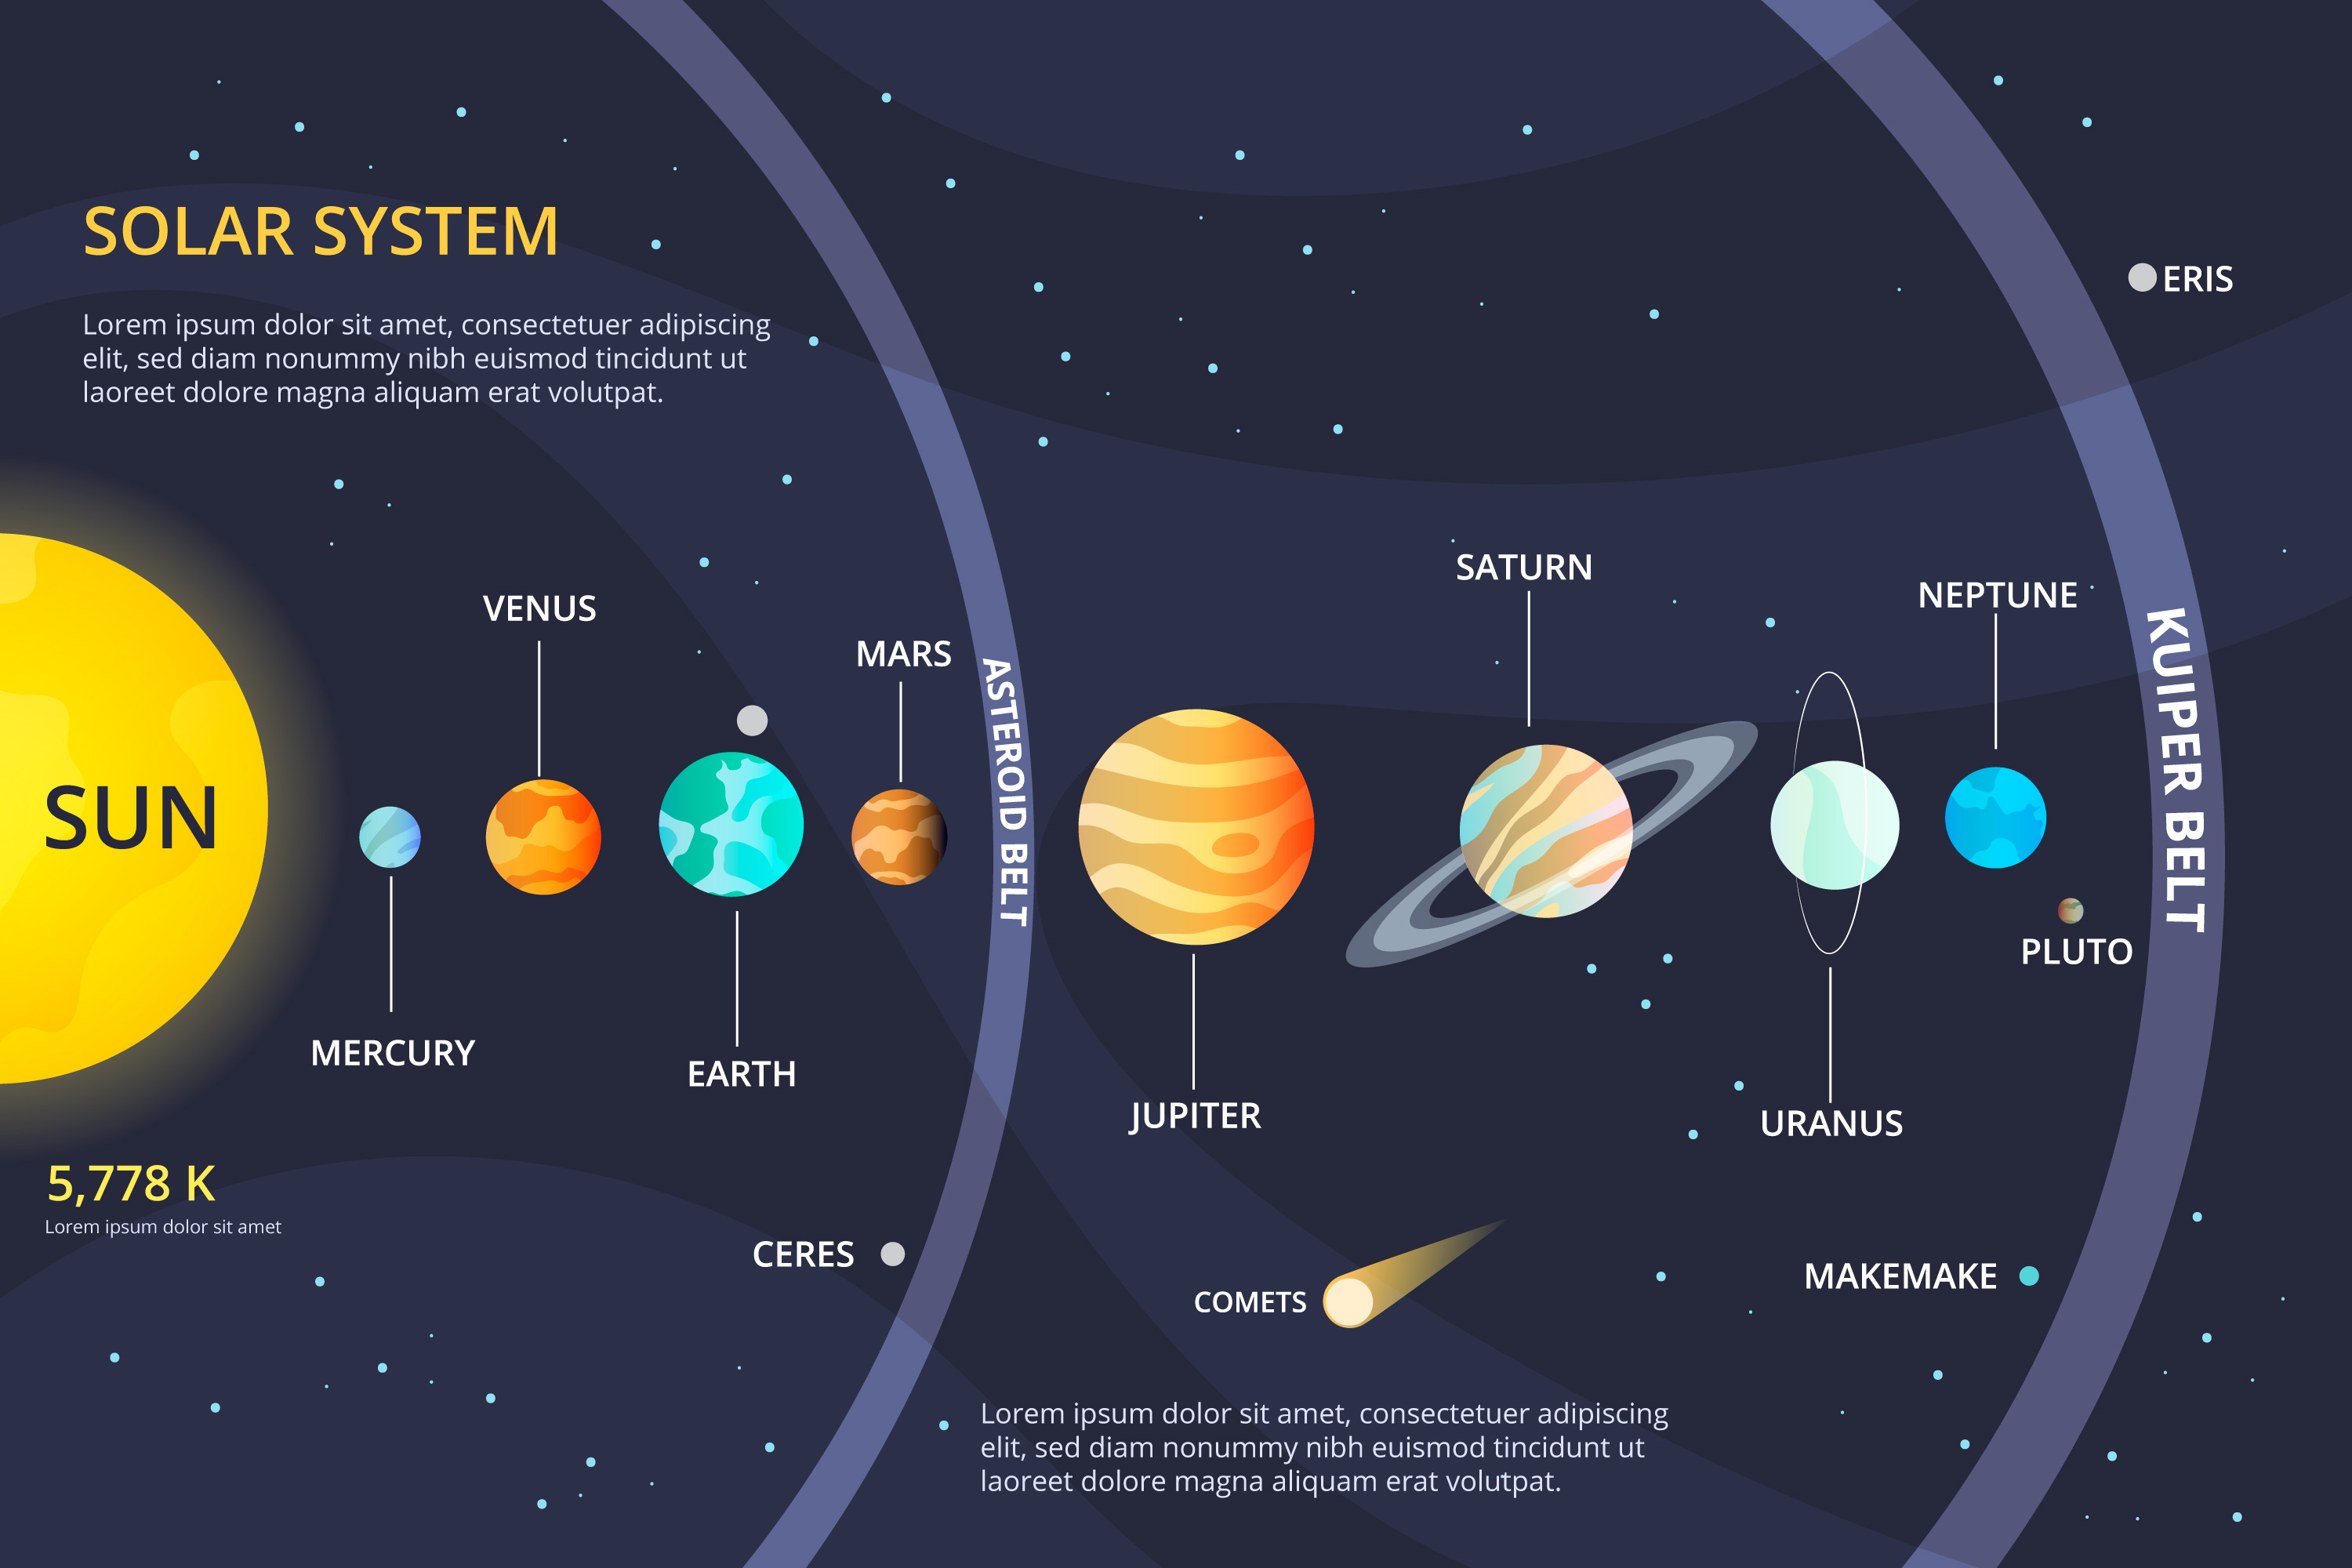 SOLAR SYSTEM
Lorem ipsum dolor sit amet, consectetuer adipiscing
elit, sed diam nonummy nibh euismod tincidunt ut
laoreet dolore magna aliquam erat volutpat.
ERIS
SATURN
NEPTUNE
VENUS
MARS
ASTEROID BELT
KUIPER BELT
SUN
PLUTO
MERCURY
EARTH
JUPITER
URANUS
5,778 K
Lorem ipsum dolor sit amet
CERES
MAKEMAKE
COMETS
Lorem ipsum dolor sit amet, consectetuer adipiscing
elit, sed diam nonummy nibh euismod tincidunt ut
laoreet dolore magna aliquam erat volutpat.